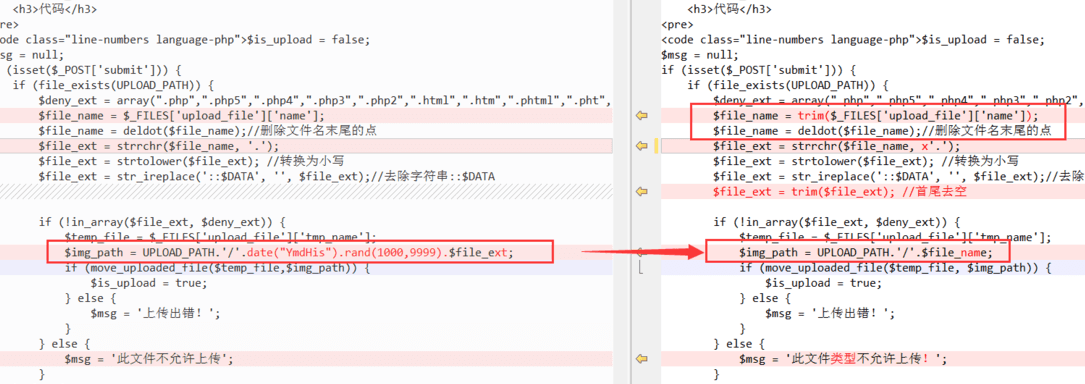 <h3>代码</h3>
re>
ode class="line-numbers language-php">$is_upload = false;
sg = null;
(isset($_POST['submit'])) {
if (file_exists(UPLOAD_PATH)) {
$deny_ext = array(".php",".php5",".php4",".php3",".php2",".html",".htm",".phtml",".pht",
$file_name = $_FILES['upload_file']['name'];
$file_name = deldot($file_name);//删除文件名末尾的点
$file_ext = strrchr($file_name, '.');
$file_ext = strtolower($file_ext); //转换为小写
$file_ext = str_ireplace('::$DATA', '', $file_ext);//去除字符串::$DATA
if (!in_array($file_ext, $deny_ext)) {
$temp_file = $_FILES['upload_file']['tmp_name'];
$img_path = UPLOAD_PATH.'/'.date("YmdHis").rand(1000,9999).$file_ext;
if (move_uploaded_file($temp_file,$img_path)) {
$is_upload = true;
} else {
$msg = '上传出错！';
}
} else {
$msg = '此文件不允许上传';
}
<h3>代码</h3>
<pre>
<code class="line-numbers language-php">$is_upload = false;
$msg = null;
if (isset($_POST['submit'])) {
if (file_exists(UPLOAD_PATH)) {
$deny_ext = array(".php",".php5",".php4",".php3",".php2",
$file_name = trim($_FILES['upload_file']['name']);
$file_name = deldot($file_name);//删除文件名末尾的点
$file_ext = strrchr($file_name, x'.');
$file_ext = strtolower($file_ext); //转换为小写
$file_ext = str_ireplace('::$DATA', '', $file_ext);//去除
$file_ext = trim($file_ext); //首尾去空
if (!in_array($file_ext, $deny_ext)) {
$temp_file = $_FILES['upload_file']['tmp_name'];
$img_path = UPLOAD_PATH.'/'.$file_name;
if (move_uploaded_file($temp_file, $img_path)) {
$is_upload = true;
} else {
$msg = '上传出错！';
}
} else {
$msg = '此文件类型不允许上传！';
}